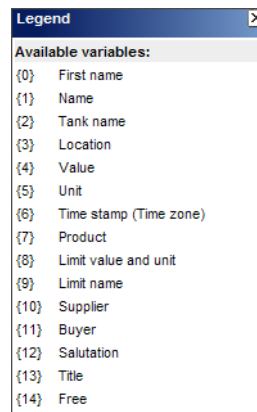 Legend
Available variables:
{0} First name
{1} Name
{2} Tank name
{3} Location
{4} Value
{5} Unit
{6} Time stamp (Time zone)
{7} Product
{8} Limit value and unit
{9} Limit name
{10} Supplier
{11} Buyer
{12} Salutation
{13} Title
{14} Free